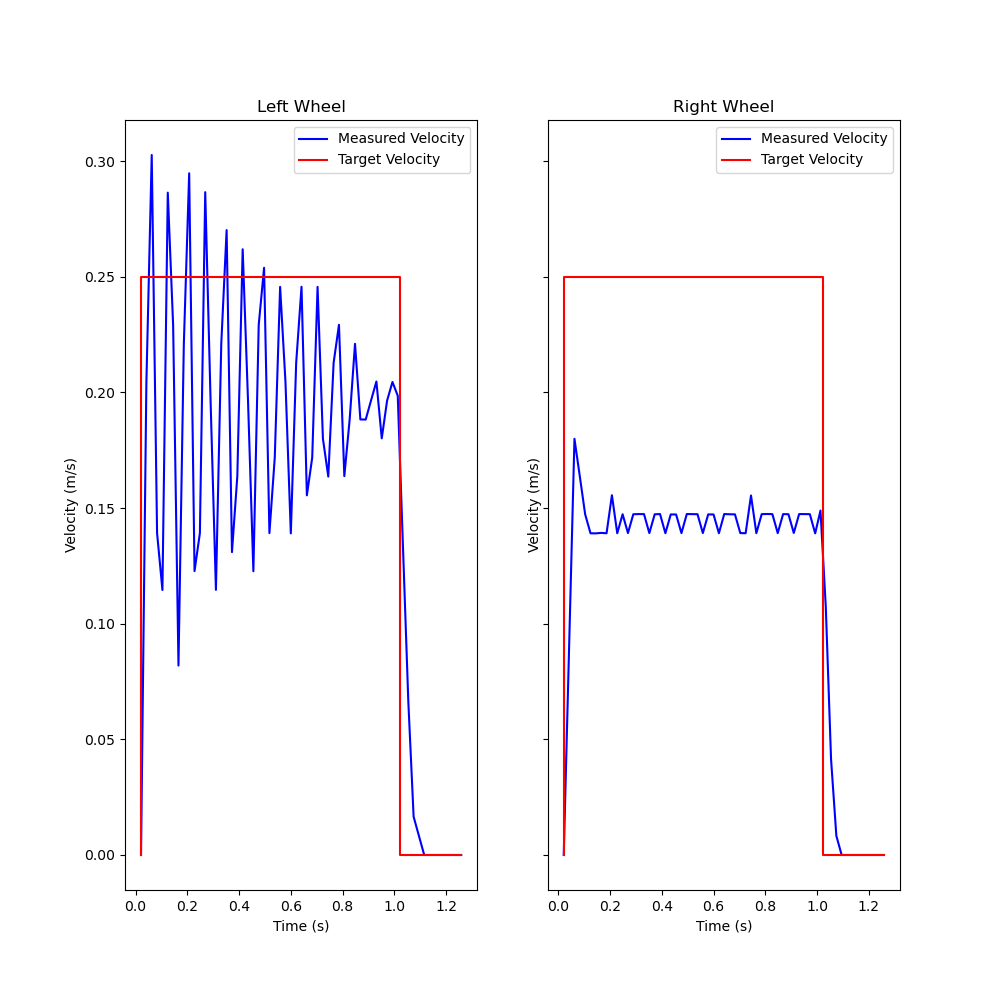 Left Wheel
Measured Velocity
Target Velocity
Velocity (m/s)
0.30
0.25
0.20
0.15
0.10
0.05
0.00
0.0 0.2 0.4 0.6 0.8 1.0 1.2
Time (s)
Right Wheel
Measured Velocity
Target Velocity
Velocity (m/s)
0.0 0.2 0.4 0.6 0.8 1.0 1.2
Time (s)